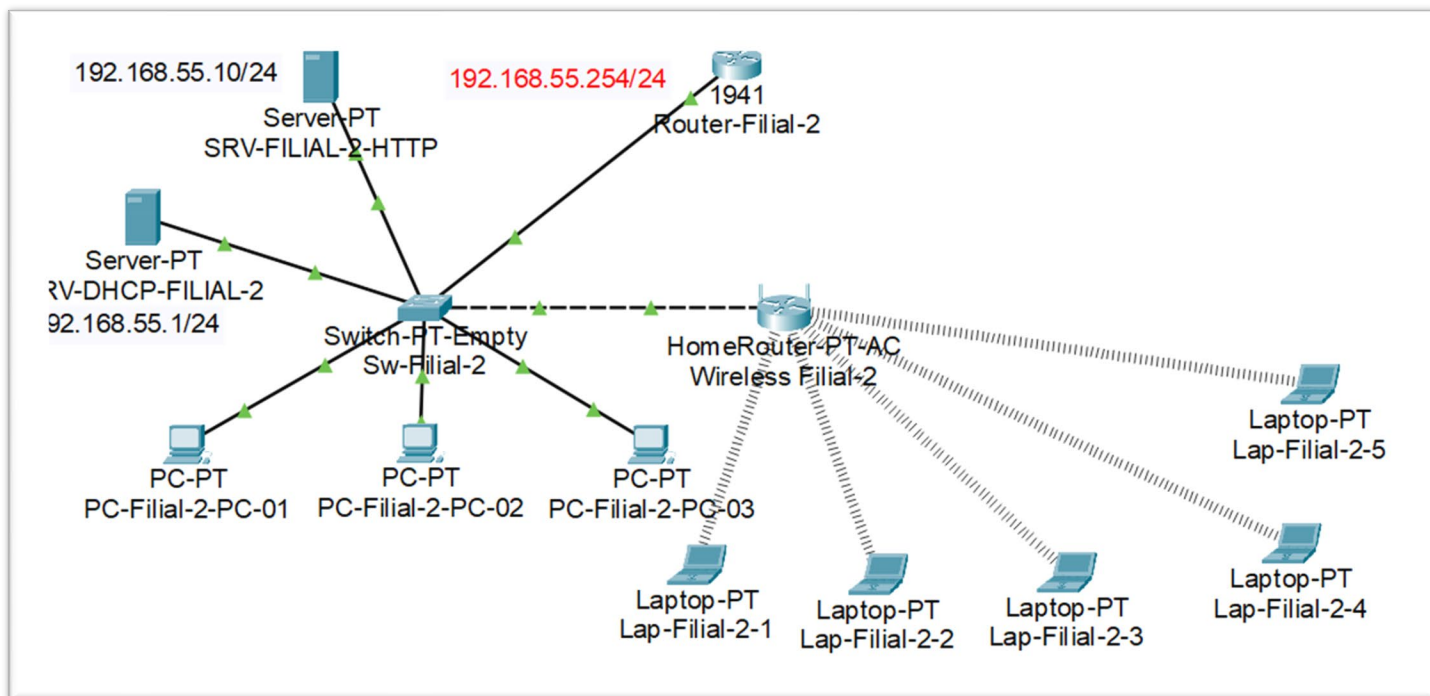 192.168.55.10/24
Server-PT
SRV-FILIAL-2-HTTP
192.168.55.254/24
1941
Router-Filial-2
Server-PT
RV-DHCP-FILIAL-2
92.168.55.1/24
Switch-PT-Empty
Sw-Filial-2
HomeRouter-PT-AC
Wireless Filial-2
PC-PT
PC-Filial-2-PC-01
PC-PT
PC-Filial-2-PC-02
PC-PT
PC-Filial-2-PC-03
Laptop-PT
Lap-Filial-2-5
Laptop-PT
Lap-Filial-2-4
Laptop-PT
Lap-Filial-2-1
Laptop-PT
Lap-Filial-2-2
Laptop-PT
Lap-Filial-2-3